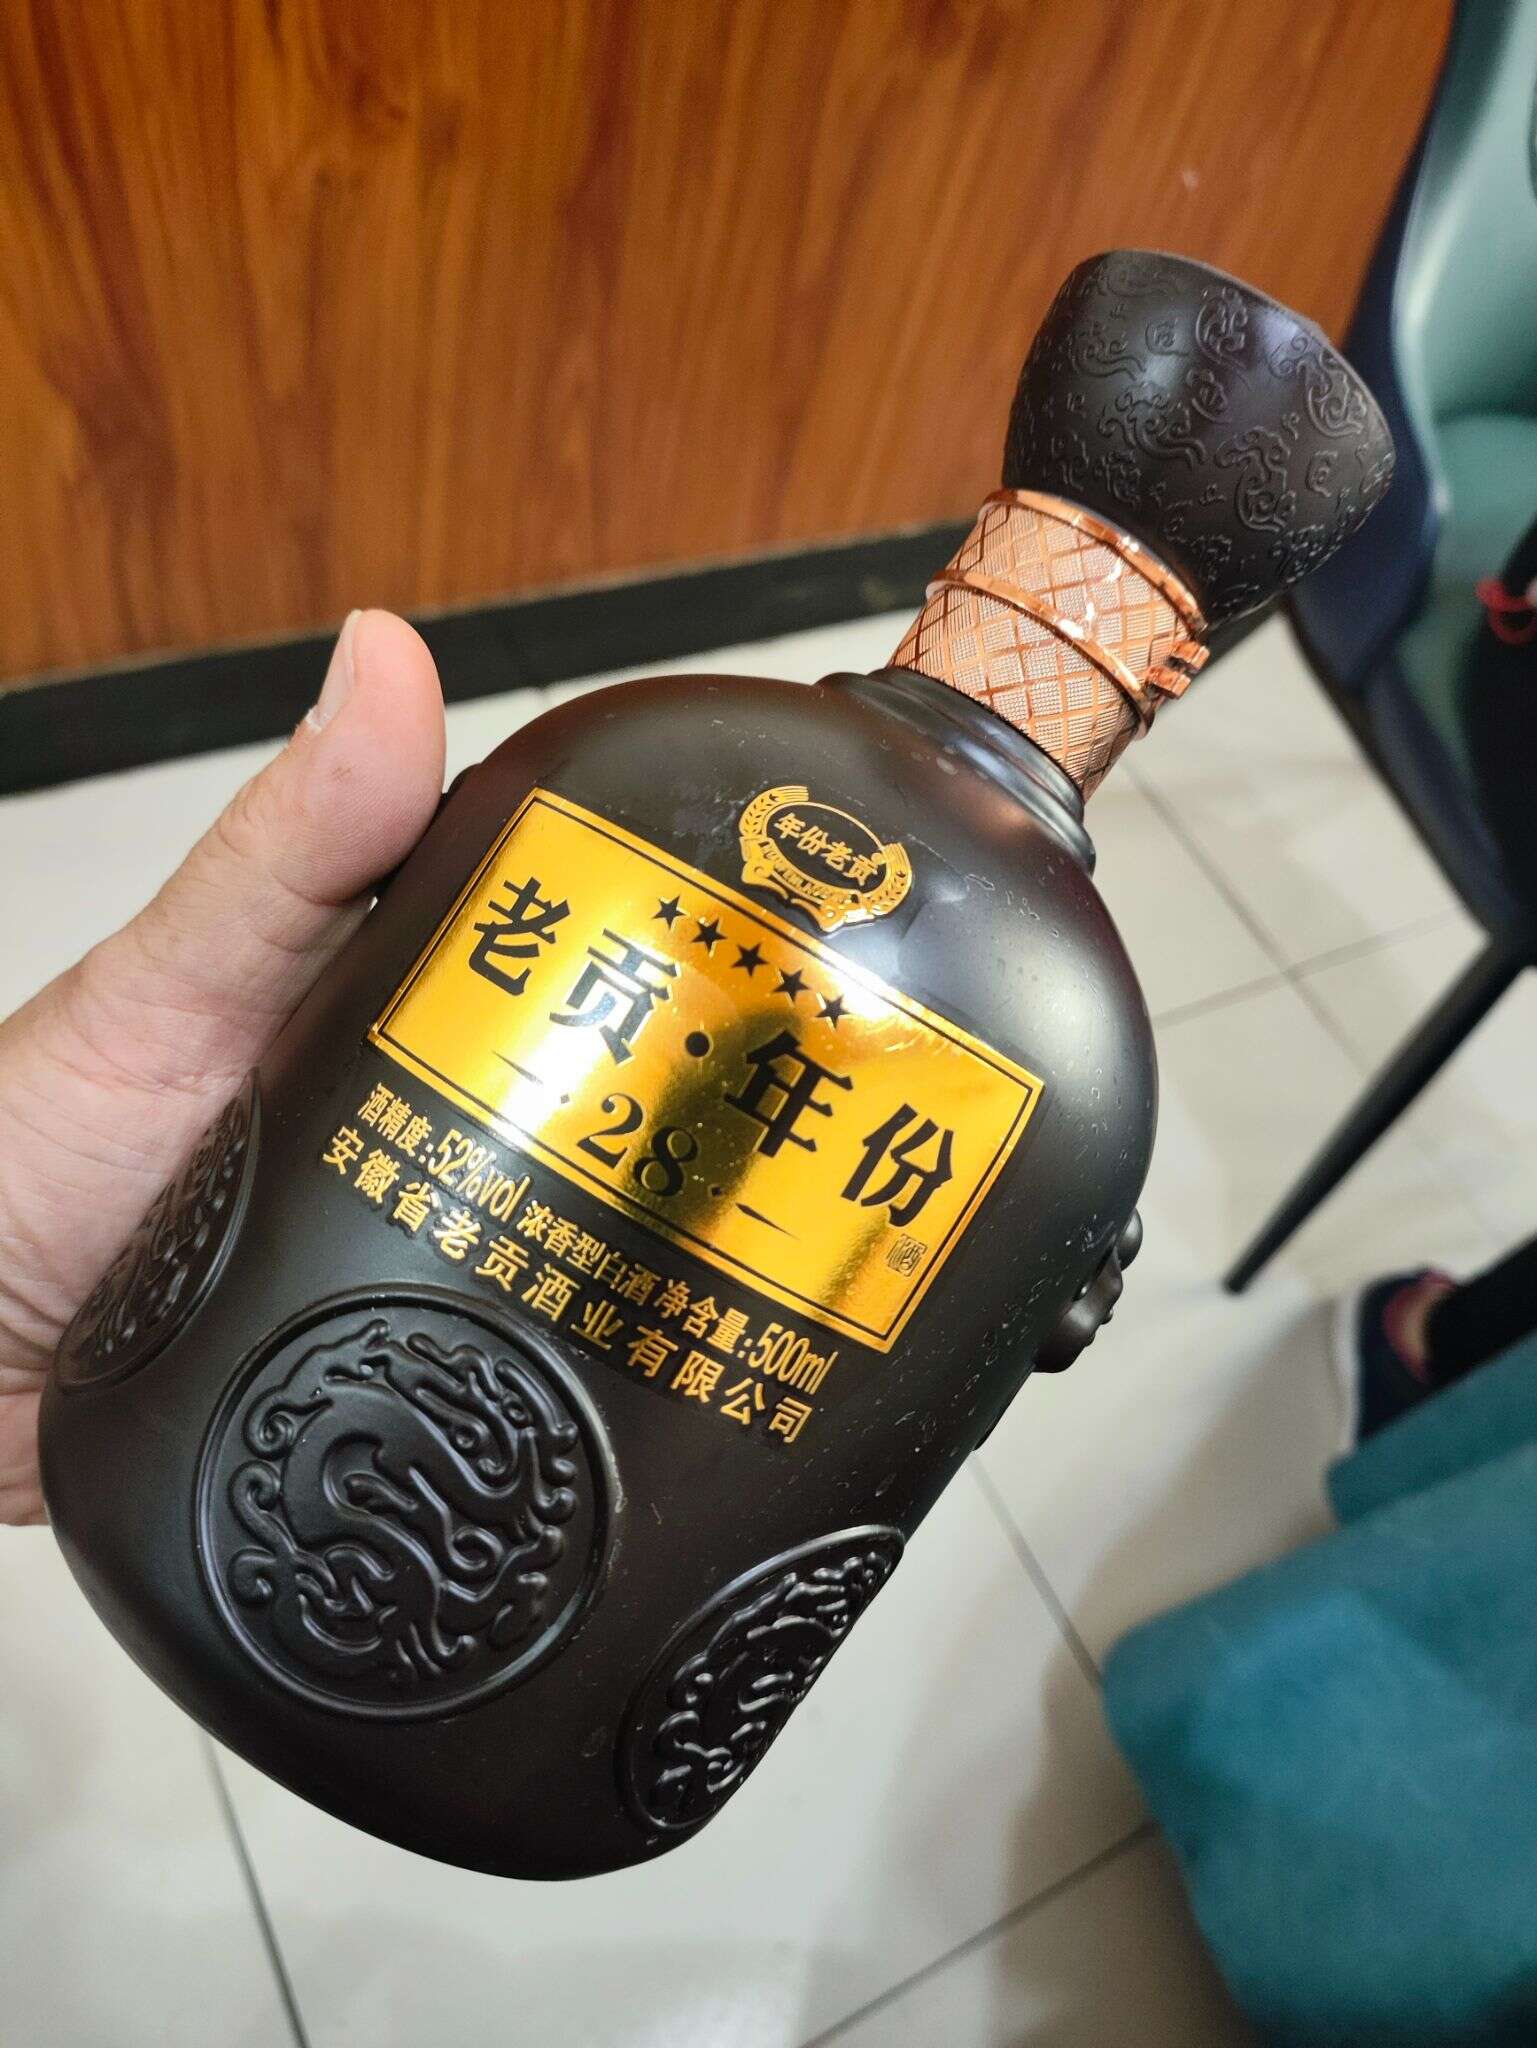 年份老贡
★★★★★
老贡·年份
·28·
酒
酒精度:52%vol 浓香型白酒 净含量:500ml
安徽省老贡酒业有限公司